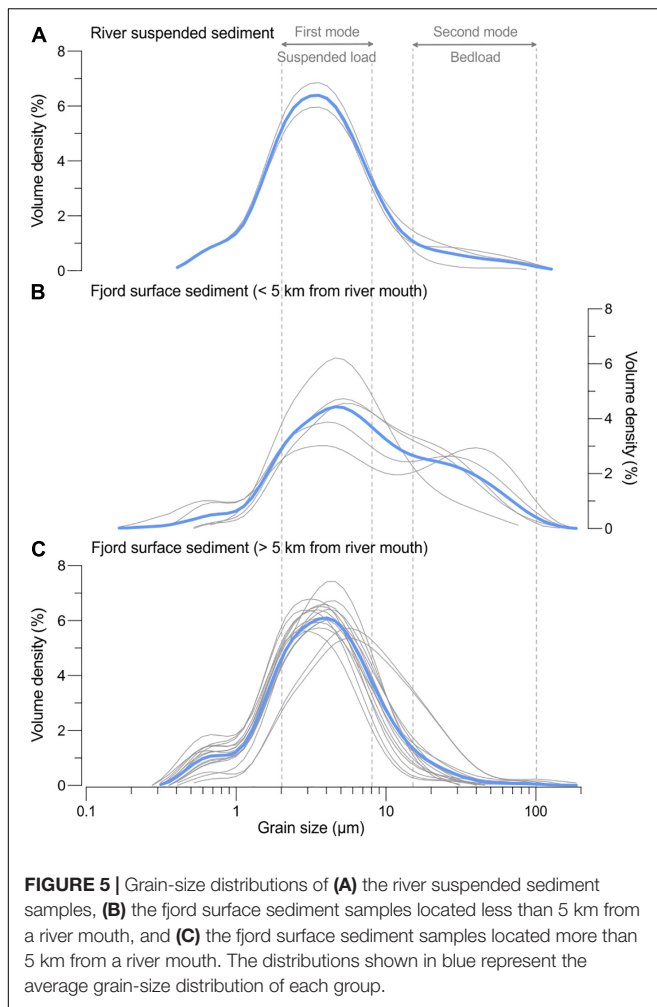 A River suspended sediment First mode Second mode
Suspended load Bedload
8
6
4
2
0
Volume density (%)
B Fjord surface sediment (< 5 km from river mouth)
8
6
4
2
0
Volume density (%)
C Fjord surface sediment (> 5 km from river mouth)
8
6
4
2
0
Volume density (%)
0.1 1 10 100
Grain size (µm)
FIGURE 5 | Grain-size distributions of (A) the river suspended sediment
samples, (B) the fjord surface sediment samples located less than 5 km from
a river mouth, and (C) the fjord surface sediment samples located more than
5 km from a river mouth. The distributions shown in blue represent the
average grain-size distribution of each group.